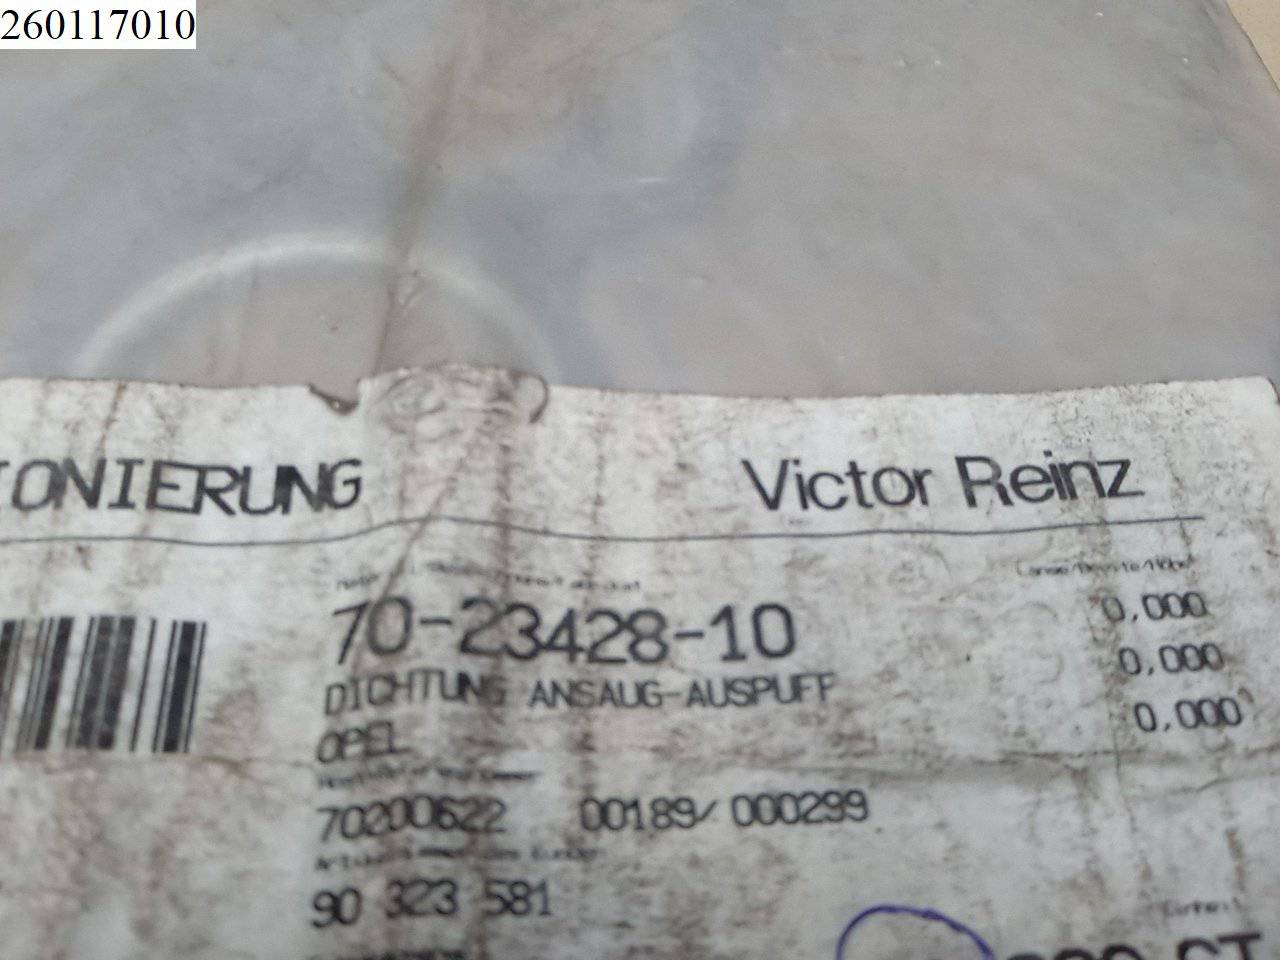 260117010
IONIERUNG
Victor Reinz
70-23428-10
0,000
DICHTUNG ANSAUG-AUSPUFF
0,000
OPEL
0,000
70200622 00189/000299
90 323 581